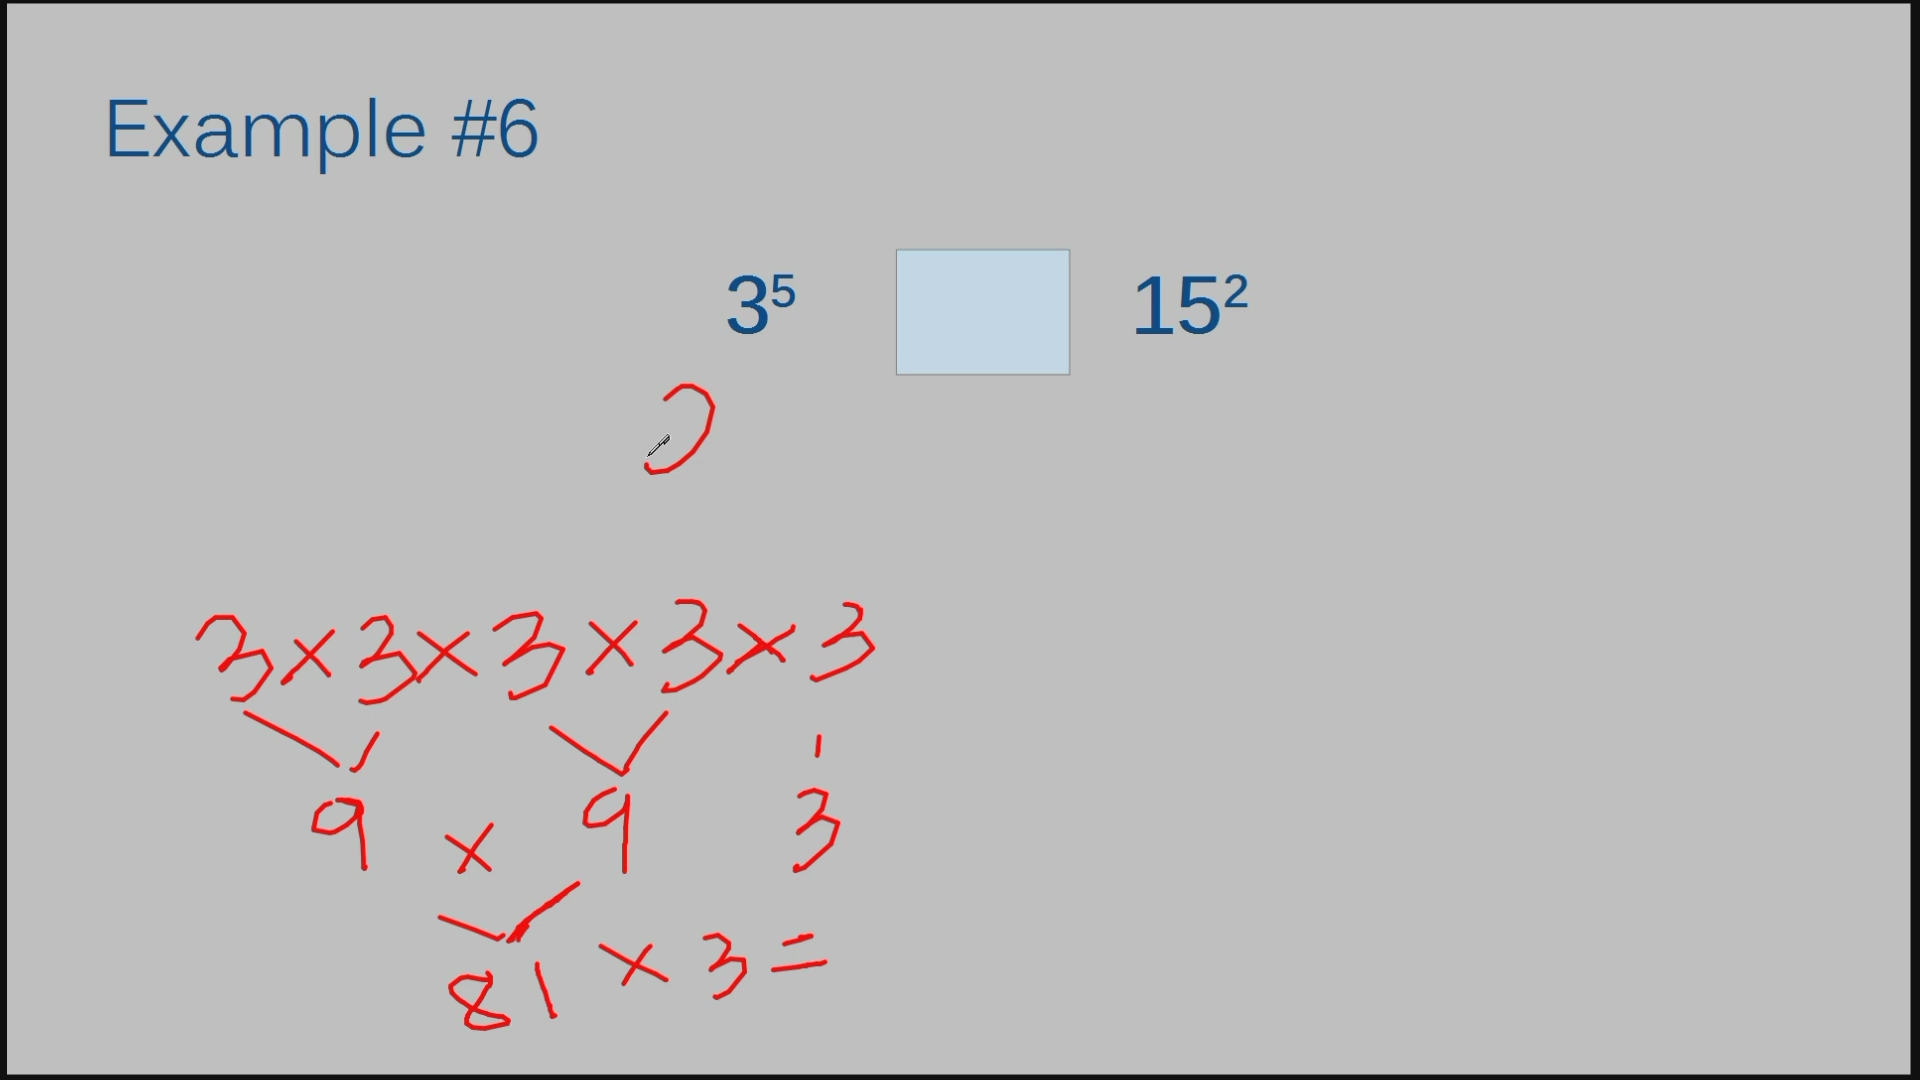 Example #6
3⁵ 15²
3×3×3×3×3
9 × 9 3
81 × 3 =